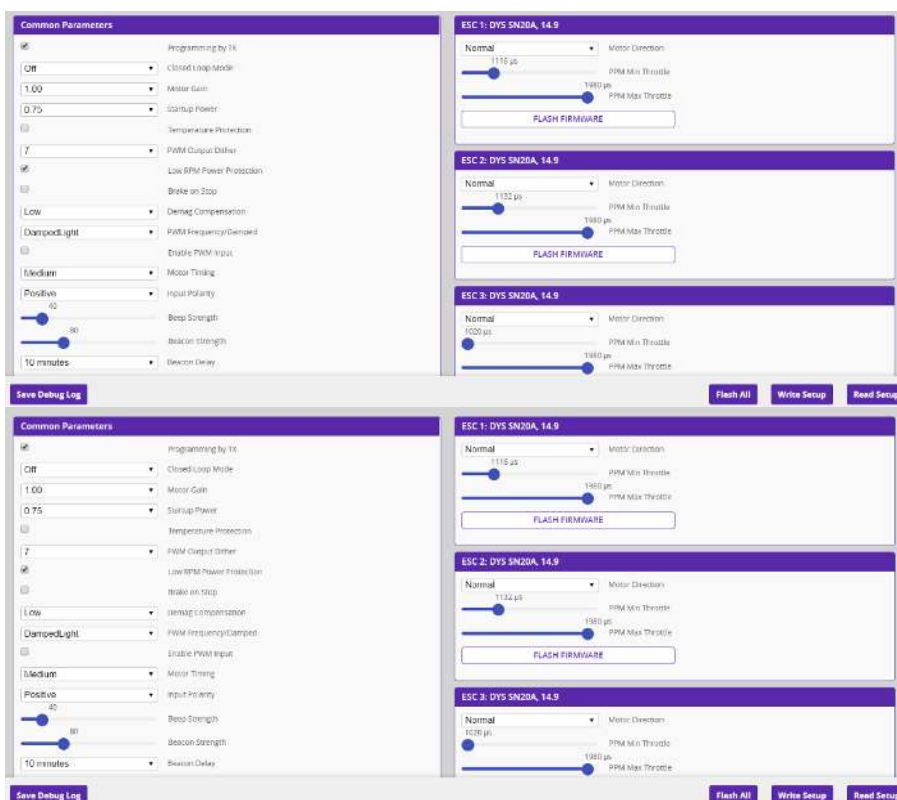 Common Parameters
Programming by TX
Off Closed Loop Mode
1.00 Motor Gain
0.75 Startup Power
Temperature Protection
7 PWM Output Dither
Low RPM Power Protection
Brake on Stop
Low Demag Compensation
DampedLight PWM Frequency/Damped
Enable PWM Input
Medium Motor Timing
Positive Input Polarity
40
Beep Strength
80
Beacon Strength
10 minutes Beacon Delay
ESC 1: DYS SN20A, 14.9
Normal Motor Direction
1116 µs
PPM Min Throttle
1980 µs
PPM Max Throttle
FLASH FIRMWARE
ESC 2: DYS SN20A, 14.9
Normal Motor Direction
1132 µs
PPM Min Throttle
1980 µs
PPM Max Throttle
FLASH FIRMWARE
ESC 3: DYS SN20A, 14.9
Normal Motor Direction
1020 µs
PPM Min Throttle
1980 µs
PPM Max Throttle
Save Debug Log Flash All Write Setup Read Setup
Common Parameters
Programming by TX
Off Closed Loop Mode
1.00 Motor Gain
0.75 Startup Power
Temperature Protection
7 PWM Output Dither
Low RPM Power Protection
Brake on Stop
Low Demag Compensation
DampedLight PWM Frequency/Damped
Enable PWM Input
Medium Motor Timing
Positive Input Polarity
40
Beep Strength
80
Beacon Strength
10 minutes Beacon Delay
ESC 1: DYS SN20A, 14.9
Normal Motor Direction
1116 µs
PPM Min Throttle
1980 µs
PPM Max Throttle
FLASH FIRMWARE
ESC 2: DYS SN20A, 14.9
Normal Motor Direction
1132 µs
PPM Min Throttle
1980 µs
PPM Max Throttle
FLASH FIRMWARE
ESC 3: DYS SN20A, 14.9
Normal Motor Direction
1020 µs
PPM Min Throttle
1980 µs
PPM Max Throttle
Save Debug Log Flash All Write Setup Read Setup